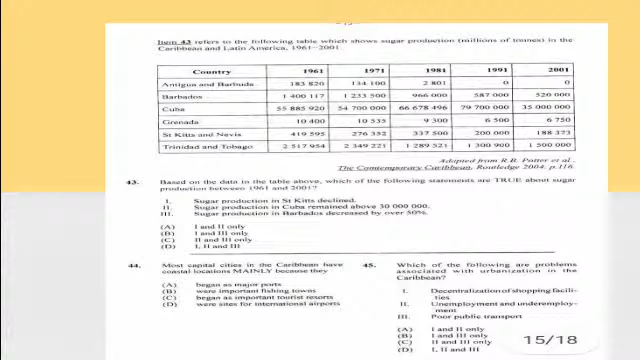 Item 43 refers to the following table which shows sugar production (millions of tonnes) in the
Caribbean and Latin America, 1961–2001.
Country 1961 1971 1981 1991 2001
Antigua and Barbuda 183 820 134 100 2 801 0 0
Barbados 1 400 117 1 233 500 966 000 587 000 520 000
Cuba 55 885 920 54 700 000 66 678 496 79 700 000 35 000 000
Grenada 10 400 10 535 9 300 6 500 6 750
St Kitts and Nevis 419 595 276 352 337 500 200 000 188 373
Trinidad and Tobago 2 517 954 2 349 221 1 289 521 1 300 900 1 500 000
Adapted from R.B. Potter et al.,
The Contemporary Caribbean, Routledge 2004. p.116.
43. Based on the data in the table above, which of the following statements are TRUE about sugar
production between 1961 and 2001?
I. Sugar production in St Kitts declined.
II. Sugar production in Cuba remained above 30 000 000.
III. Sugar production in Barbados decreased by over 50%.
(A) I and II only
(B) I and III only
(C) II and III only
(D) I, II and III
44. Most capital cities in the Caribbean have
coastal locations MAINLY because they
(A) began as major ports
(B) were important fishing towns
(C) began as important tourist resorts
(D) were sites for international airports
45. Which of the following are problems
associated with urbanization in the
Caribbean?
I. Decentralization of shopping facili-
ties
II. Unemployment and underemploy-
ment
III. Poor public transport
(A) I and II only
(B) I and III only
(C) II and III only
(D) I, II and III
15/18